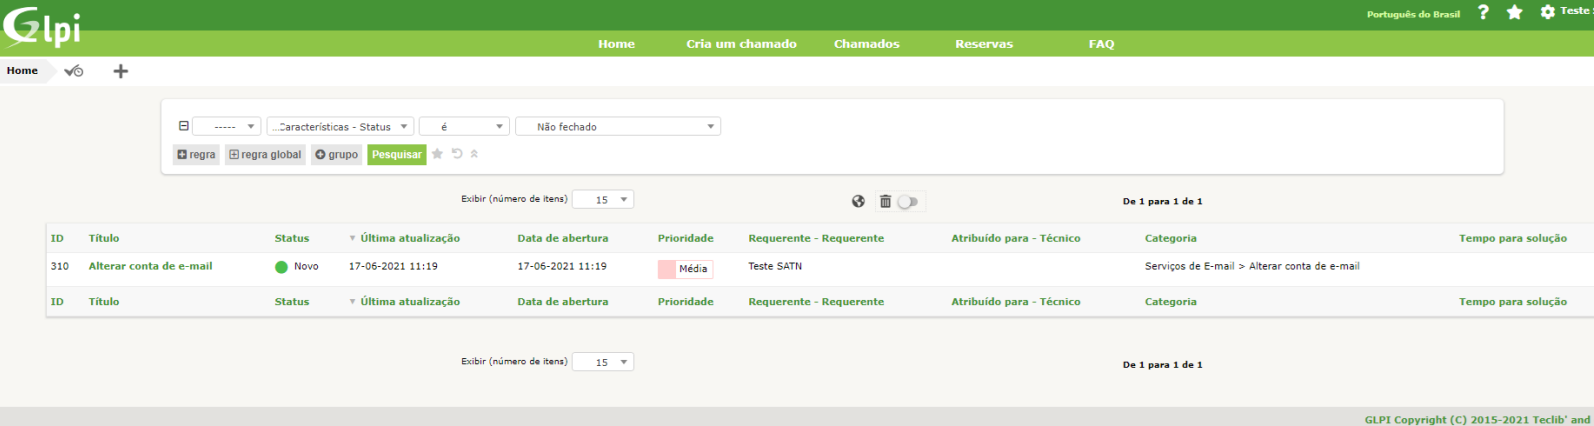 Glpi
Português do Brasil ? Teste
Home Cria um chamado Chamados Reservas FAQ
Home
----- ...Características - Status é Não fechado
regra regra global grupo Pesquisar
Exibir (número de itens) 15 De 1 para 1 de 1
ID Título Status Última atualização Data de abertura Prioridade Requerente - Requerente Atribuído para - Técnico Categoria Tempo para solução
310 Alterar conta de e-mail Novo 17-06-2021 11:19 17-06-2021 11:19 Média Teste SATN Serviços de E-mail > Alterar conta de e-mail
ID Título Status Última atualização Data de abertura Prioridade Requerente - Requerente Atribuído para - Técnico Categoria Tempo para solução
Exibir (número de itens) 15 De 1 para 1 de 1
GLPI Copyright (C) 2015-2021 Teclib' and